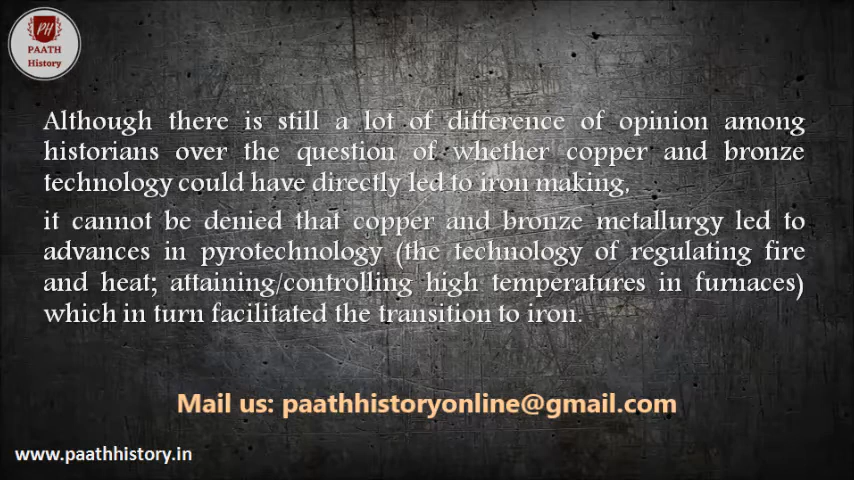 PH
PAATH
History
Although there is still a lot of difference of opinion among
historians over the question of whether copper and bronze
technology could have directly led to iron making,
it cannot be denied that copper and bronze metallurgy led to
advances in pyrotechnology (the technology of regulating fire
and heat; attaining/controlling high temperatures in furnaces)
which in turn facilitated the transition to iron.
Mail us: paathhistoryonline@gmail.com
www.paathhistory.in